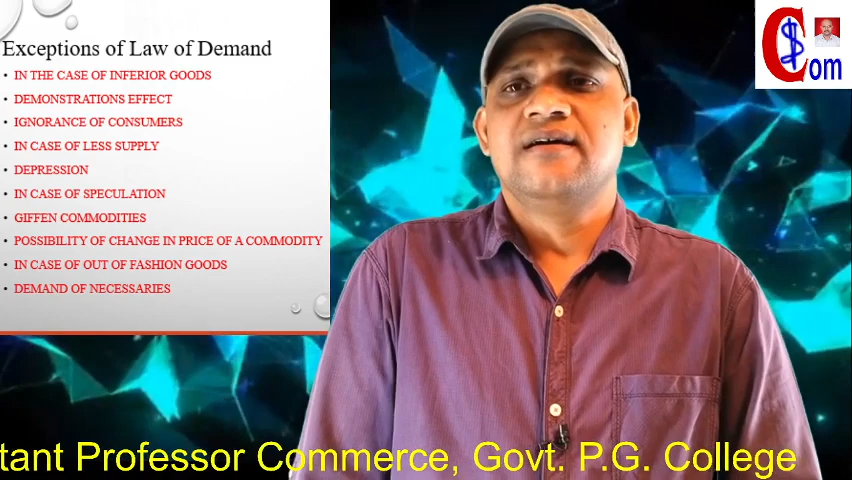 Exceptions of Law of Demand
• IN THE CASE OF INFERIOR GOODS
• DEMONSTRATIONS EFFECT
• IGNORANCE OF CONSUMERS
• IN CASE OF LESS SUPPLY
• DEPRESSION
• IN CASE OF SPECULATION
• GIFFEN COMMODITIES
• POSSIBILITY OF CHANGE IN PRICE OF A COMMODITY
• IN CASE OF OUT OF FASHION GOODS
• DEMAND OF NECESSARIES
C$om
tant Professor Commerce, Govt. P.G. College